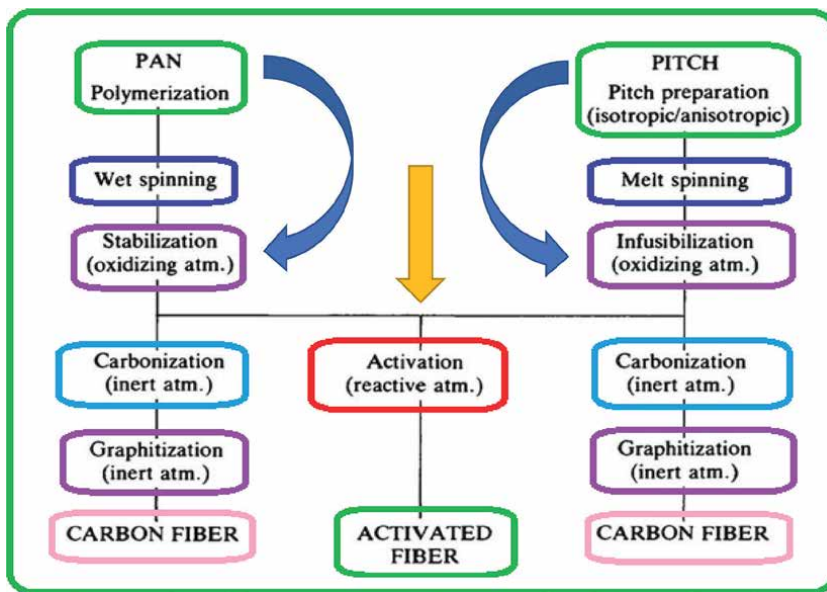 PAN
Polymerization
PITCH
Pitch preparation
(isotropic/anisotropic)
Wet spinning
Melt spinning
Stabilization
(oxidizing atm.)
Infusibilization
(oxidizing atm.)
Carbonization
(inert atm.)
Activation
(reactive atm.)
Carbonization
(inert atm.)
Graphitization
(inert atm.)
Graphitization
(inert atm.)
CARBON FIBER
ACTIVATED
FIBER
CARBON FIBER